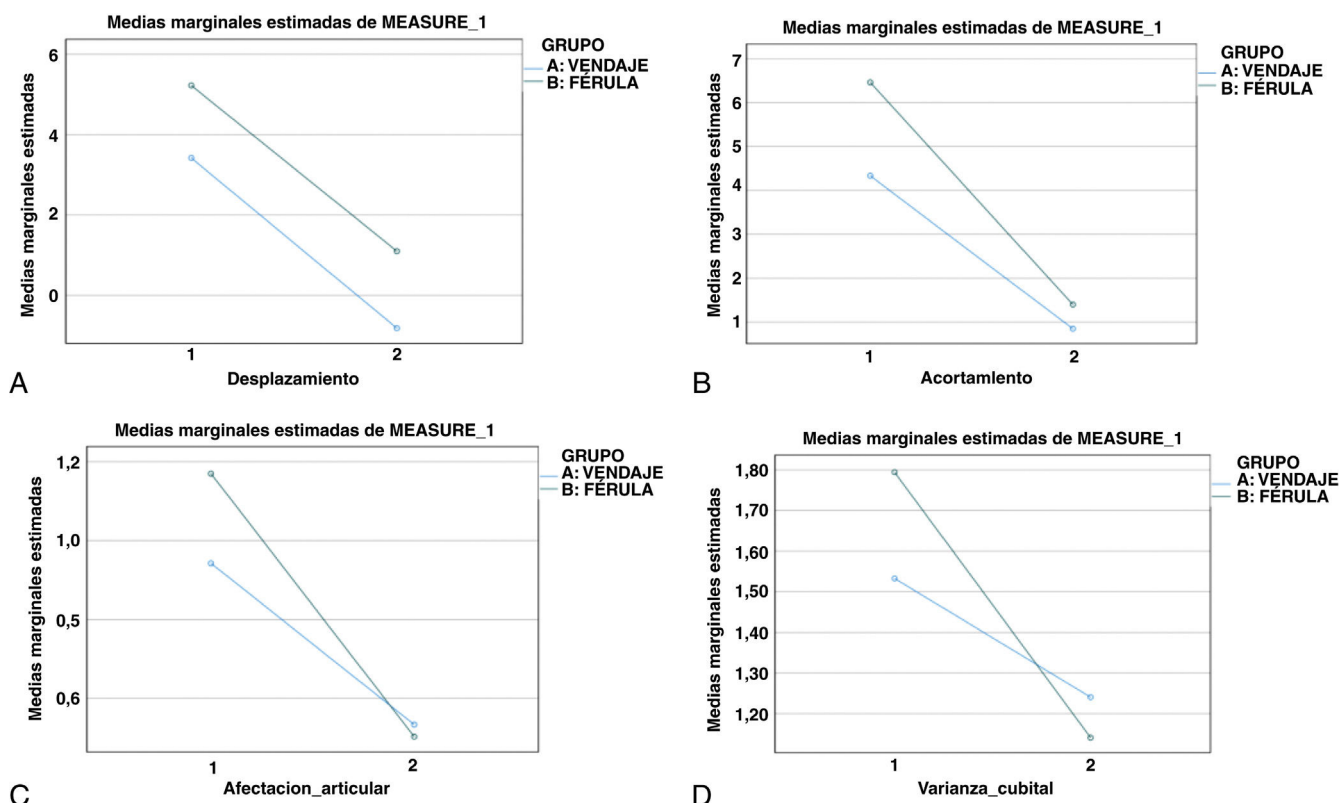 Medias marginales estimadas de MEASURE_1
GRUPO
A: VENDAJE
B: FÉRULA
Medias marginales estimadas
6
4
2
0
1
2
Desplazamiento
A
Medias marginales estimadas de MEASURE_1
GRUPO
A: VENDAJE
B: FÉRULA
Medias marginales estimadas
7
6
5
4
3
2
1
1
2
Acortamlento
B
Medias marginales estimadas de MEASURE_1
GRUPO
A: VENDAJE
B: FÉRULA
Medias marginales estimadas
1,2
1,0
0,5
0,6
1
2
Afectacion_articular
C
Medias marginales estimadas de MEASURE_1
GRUPO
A: VENDAJE
B: FÉRULA
Medias marginales estimadas
1,80
1,70
1,60
1,50
1,40
1,30
1,20
1
2
Varianza_cubital
D